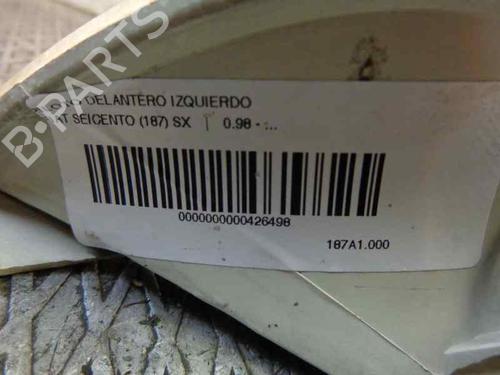 DELANTERO IZQUIERDO
SEICENTO (187) SX | 0.98 - ...
0000000000426498
187A1.000
B-PARTS